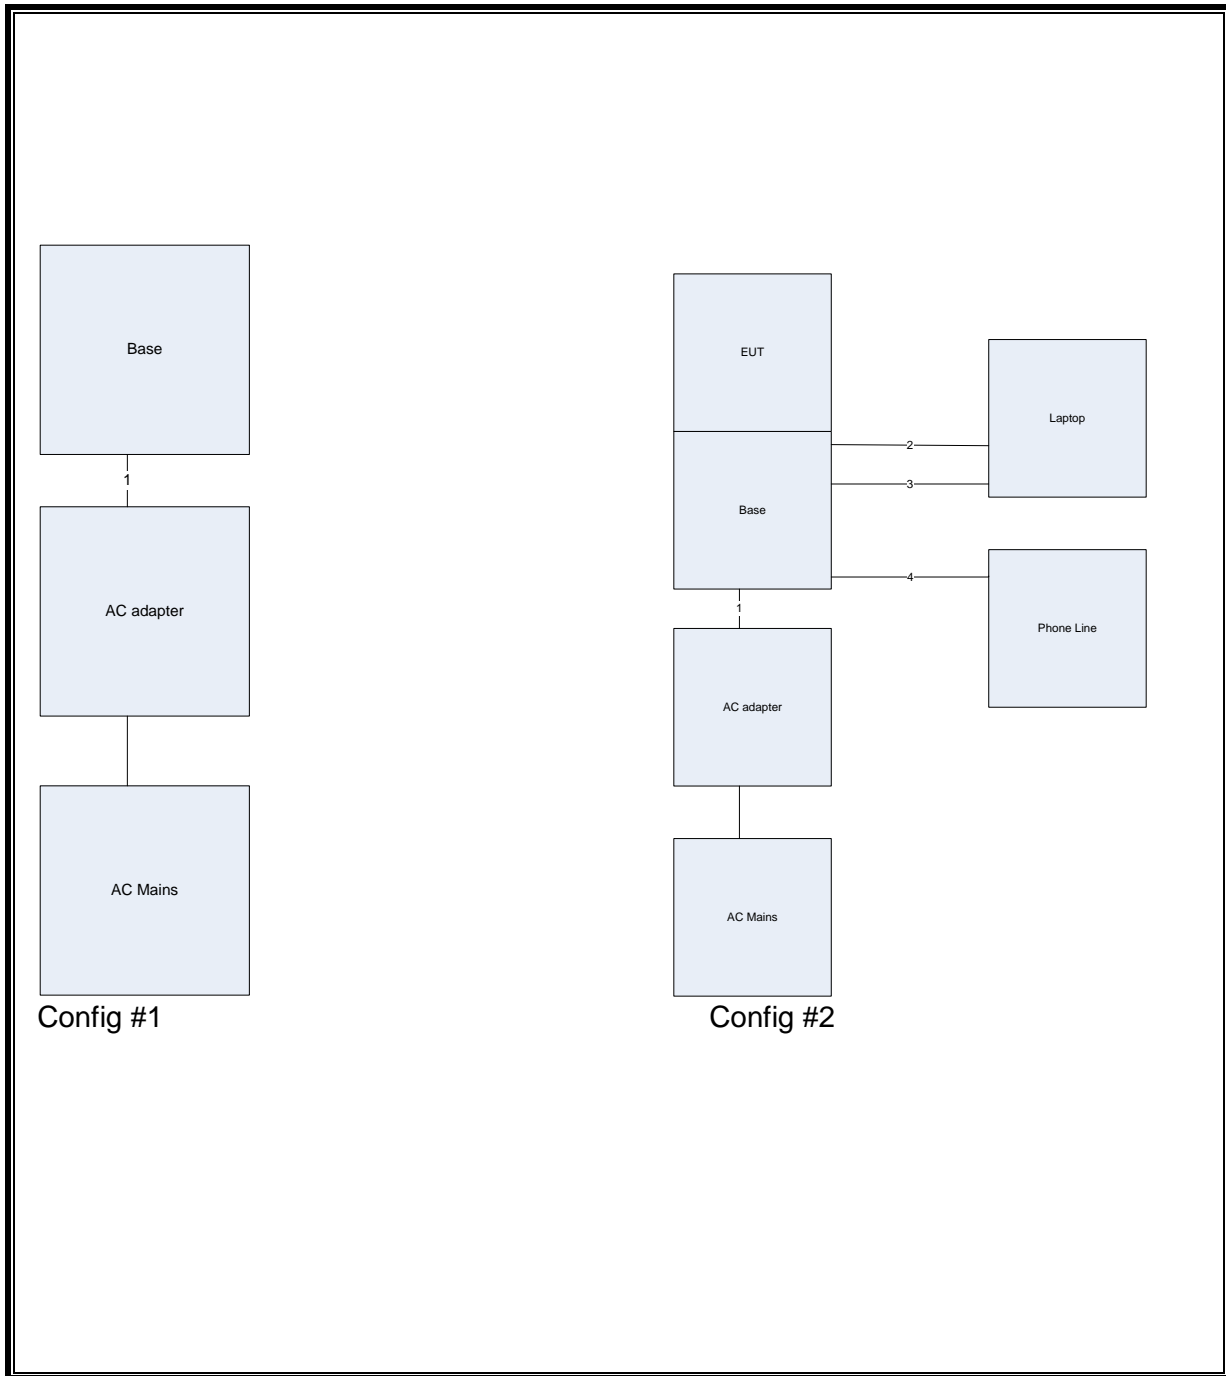 Base
1
AC adapter
AC Mains
Config #1
EUT
Base
2
3
4
Laptop
Phone Line
1
AC adapter
AC Mains
Config #2